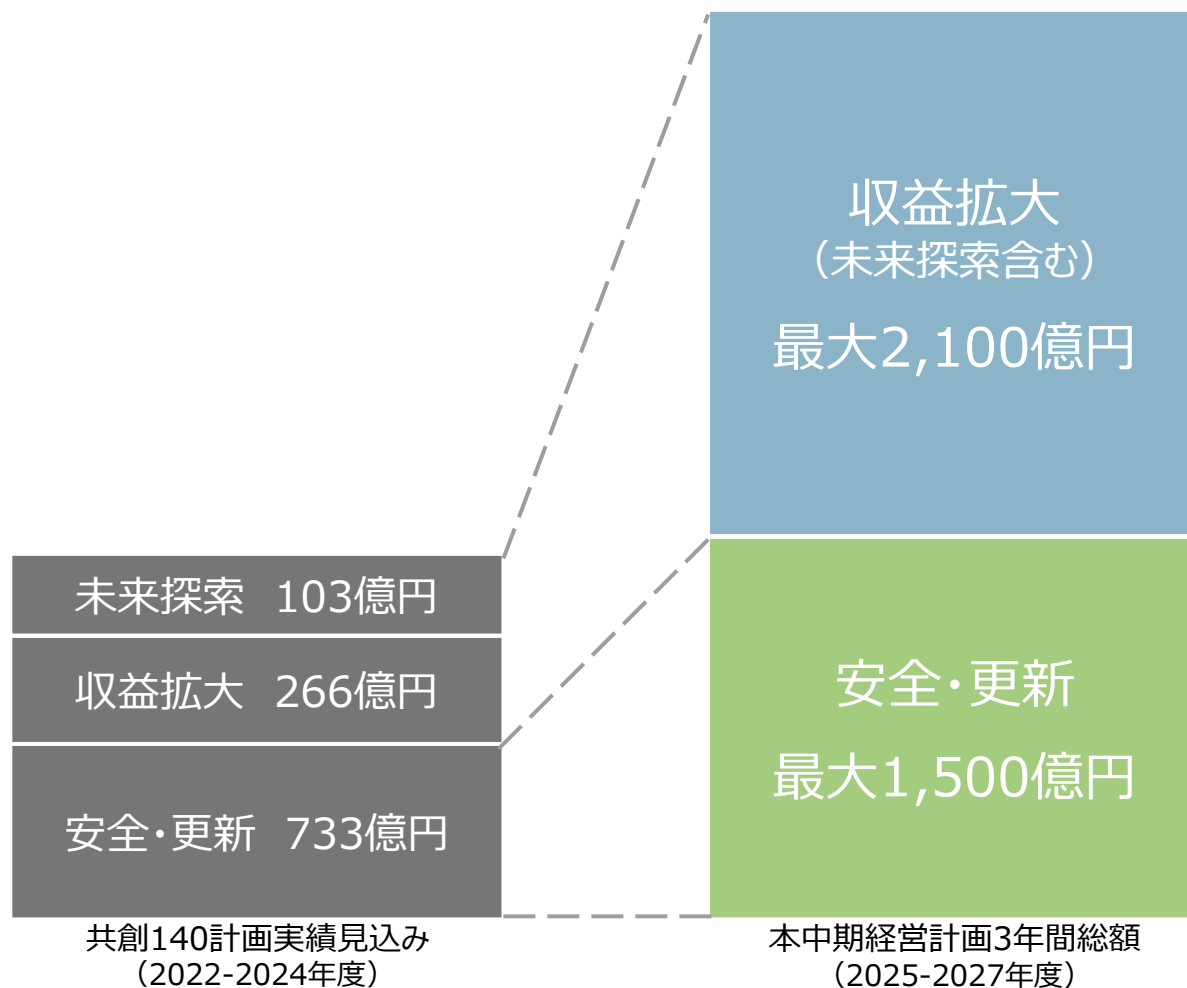 収益拡大
（未来探索含む）
最大2,100億円
未来探索 103億円
収益拡大 266億円
安全・更新 733億円
安全・更新
最大1,500億円
共創140計画実績見込み
（2022-2024年度）
本中期経営計画3年間総額
（2025-2027年度）